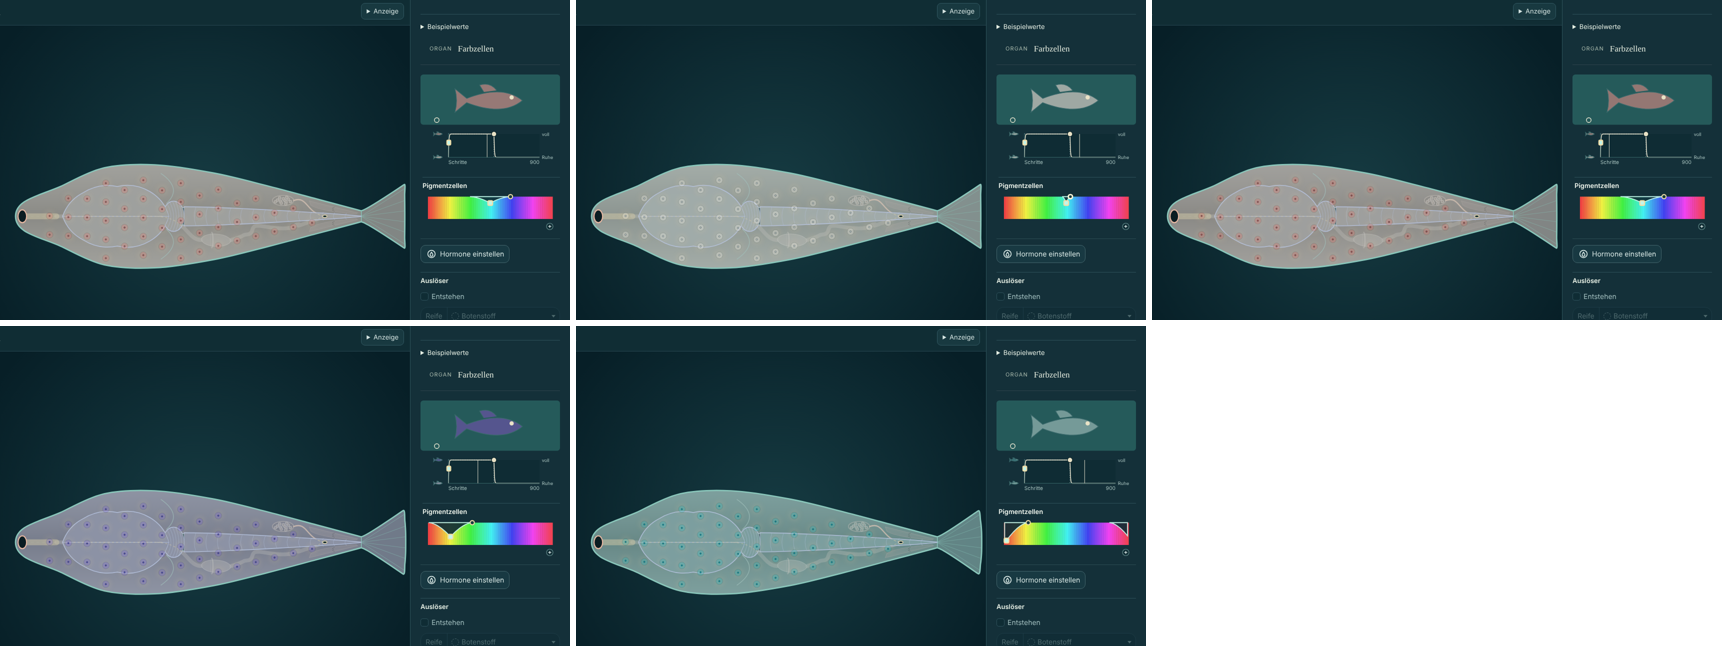 Anzeige
Beispielwerte
ORGAN Farbzellen
voll
Ruhe
Schritte 900
Pigmentzellen
Hormone einstellen
Auslöser
Entstehen
Reife Botenstoff
Anzeige
Beispielwerte
ORGAN Farbzellen
voll
Ruhe
Schritte 900
Pigmentzellen
Hormone einstellen
Auslöser
Entstehen
Reife Botenstoff
Anzeige
Beispielwerte
ORGAN Farbzellen
voll
Ruhe
Schritte 900
Pigmentzellen
Hormone einstellen
Auslöser
Entstehen
Reife Botenstoff
Anzeige
Beispielwerte
ORGAN Farbzellen
voll
Ruhe
Schritte 900
Pigmentzellen
Hormone einstellen
Auslöser
Entstehen
Reife Botenstoff
Anzeige
Beispielwerte
ORGAN Farbzellen
voll
Ruhe
Schritte 900
Pigmentzellen
Hormone einstellen
Auslöser
Entstehen
Reife Botenstoff